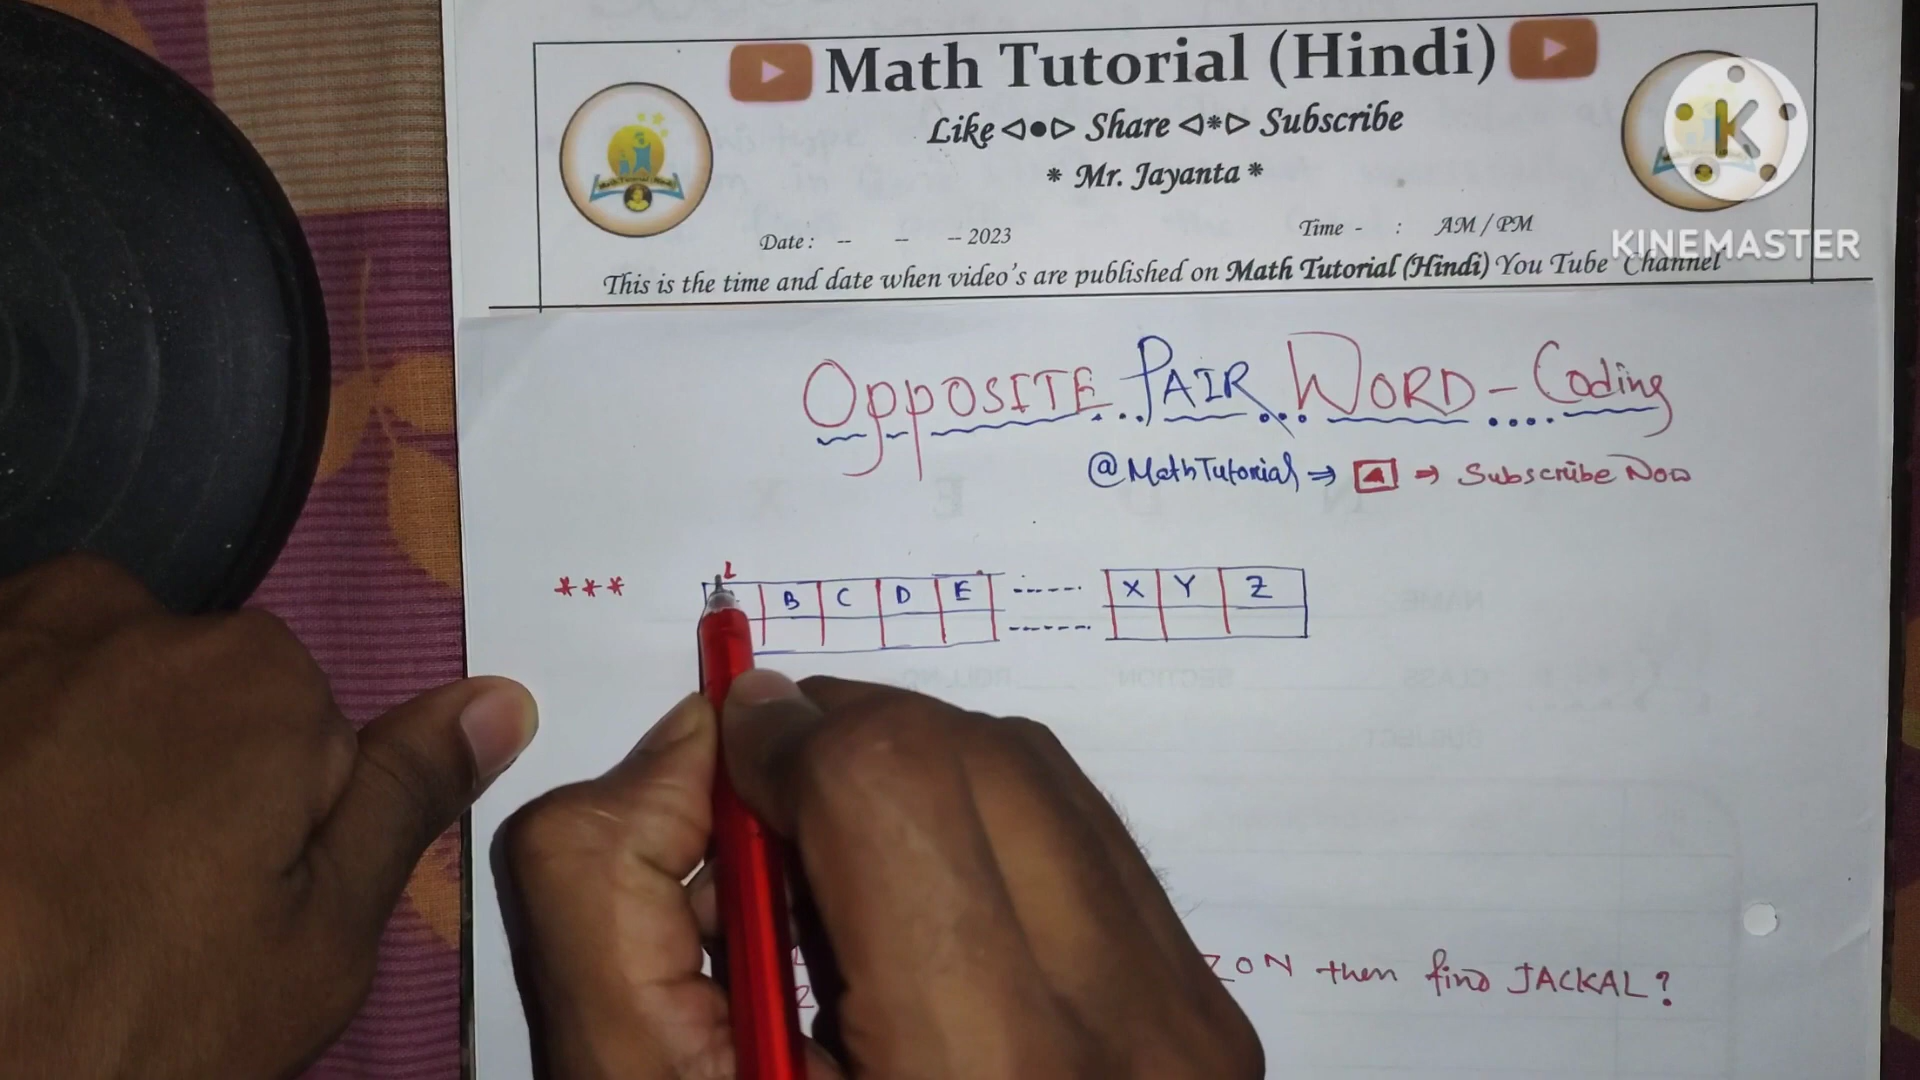 Math Tutorial (Hindi)
Like ◁●▷ Share ◁*▷ Subscribe
* Mr. Jayanta *
Date : -- -- -- 2023 Time - : AM / PM
KINEMASTER
This is the time and date when video's are published on Math Tutorial (Hindi) You Tube Channel
OPPOSITE PAIR WORD - Coding
@MathTutorial ⇒ ⇒ Subscribe Now
*** B C D E ------ X Y Z
------
ZON then find JACKAL?